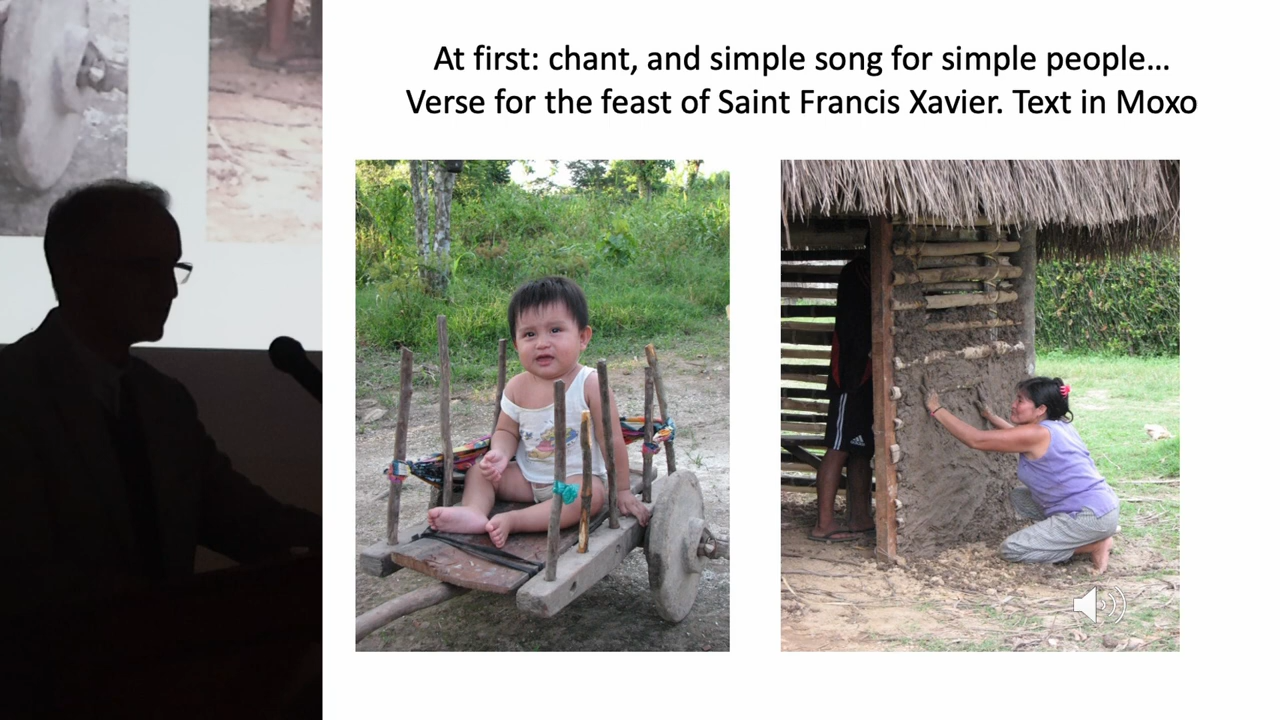 At first: chant, and simple song for simple people…
Verse for the feast of Saint Francis Xavier. Text in Moxo